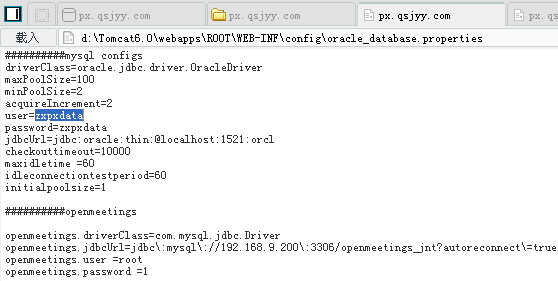 px.qsjyy.com
px.qsjyy.com
px.qsjyy.com
px.qs
载入
d:\Tomcat6.0\webapps\ROOT\WEB-INF\config\oracle_database.properties
##########mysql configs
driverClass=oracle.jdbc.driver.OracleDriver
maxPoolSize=100
minPoolSize=2
acquireIncrement=2
user=zxpxdata
password=zxpxdata
jdbcUrl=jdbc:oracle:thin:@localhost:1521:orcl
checkouttimeout=10000
maxidletime =60
idleconnectiontestperiod=60
initialpoolsize=1
##########openmeetings
openmeetings.driverClass=com.mysql.jdbc.Driver
openmeetings.jdbcUrl=jdbc\:mysql\://192.168.9.200\:3306/openmeetings_jnt?autoreconnect\=true
openmeetings.user =root
openmeetings.password =1